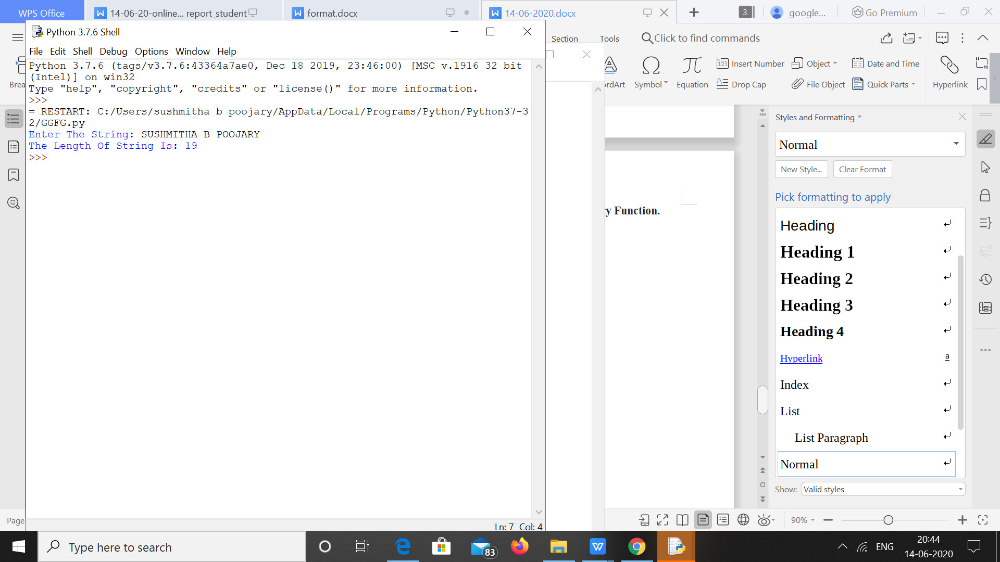 WPS Office
14-06-20-online... report_student
format.docx
14-06-2020.docx
3
google...
Go Premium
Python 3.7.6 Shell
Section
Tools
Click to find commands
File Edit Shell Debug Options Window Help
Python 3.7.6 (tags/v3.7.6:43364a7ae0, Dec 18 2019, 23:46:00) [MSC v.1916 32 bit
(Intel)] on win32
Type "help", "copyright", "credits" or "license()" for more information.
>>>
= RESTART: C:/Users/sushmitha b poojary/AppData/Local/Programs/Python/Python37-3
2/GGFG.py
Enter The String: SUSHMITHA B POOJARY
The Length Of String Is: 19
>>>
Ln: 7 Col: 4
Brea
ordArt
Symbol
Equation
Insert Number
Drop Cap
Object
File Object
Date and Time
Quick Parts
Hyperlink
ry Function.
Styles and Formatting
Normal
New Style...
Clear Format
Pick formatting to apply
Heading
Heading 1
Heading 2
Heading 3
Heading 4
Hyperlink
a
Index
List
List Paragraph
Normal
Show: Valid styles
Page
90%
Type here to search
83
ENG
20:44
14-06-2020